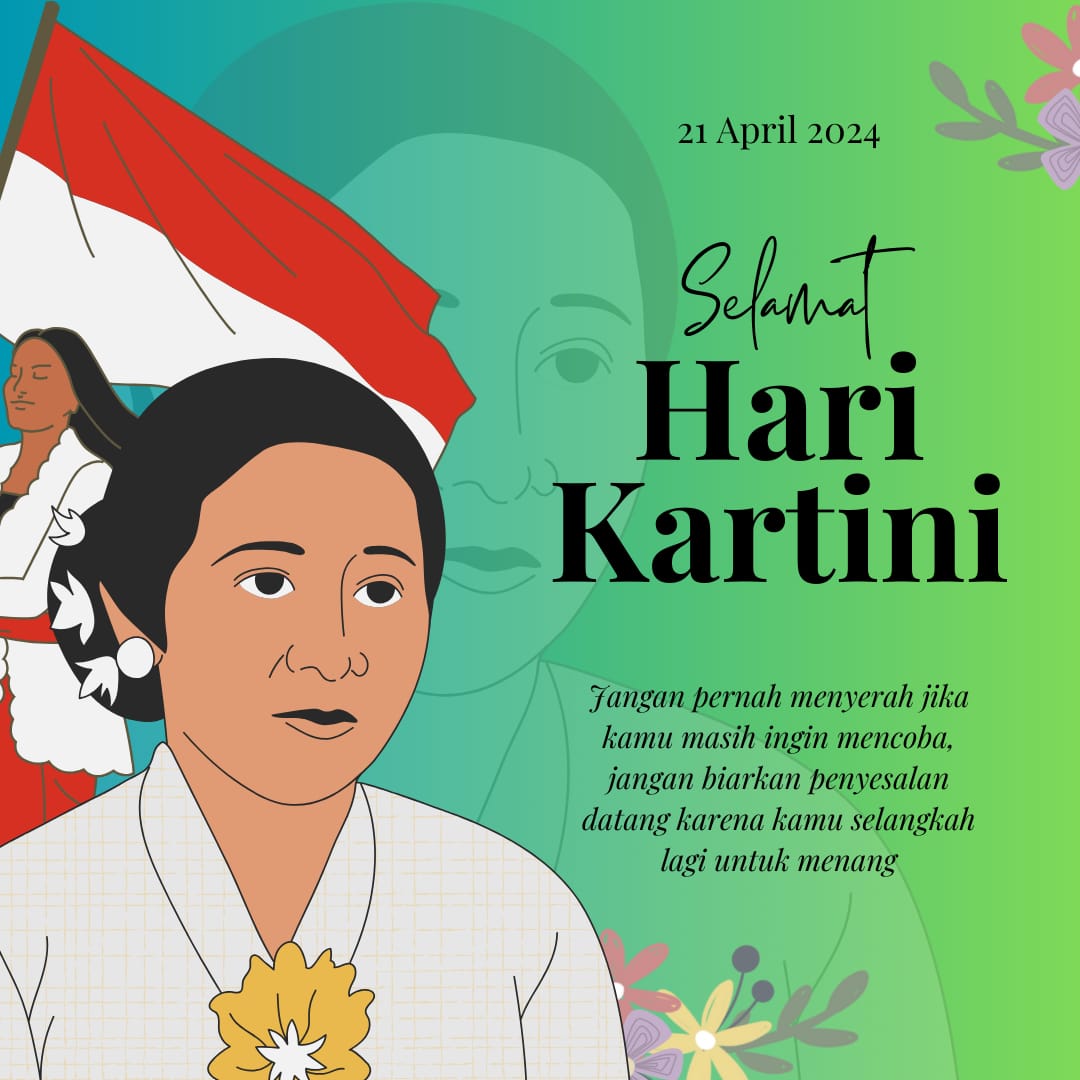 21 April 2024
Selamat
Hari
Kartini
Jangan pernah menyerah jika
kamu masih ingin mencoba,
jangan biarkan penyesalan
datang karena kamu selangkah
lagi untuk menang